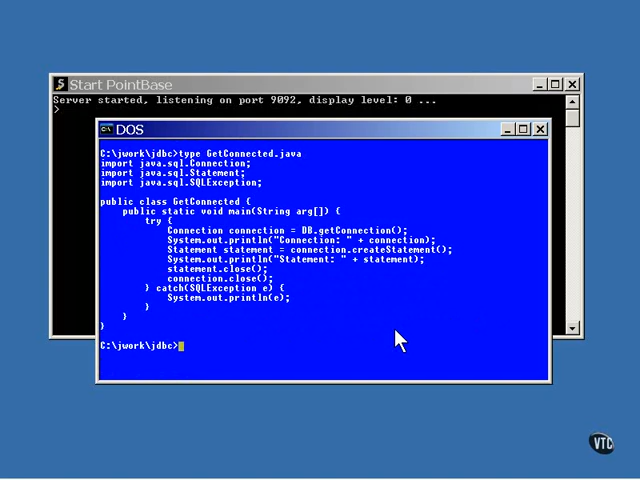 Start PointBase
Server started, listening on port 9092, display level: 0 ...
>
DOS
C:\jwork\jdbc>type GetConnected.java
import java.sql.Connection;
import java.sql.Statement;
import java.sql.SQLException;
public class GetConnected {
    public static void main(String arg[]) {
        try {
            Connection connection = DB.getConnection();
            System.out.println("Connection: " + connection);
            Statement statement = connection.createStatement();
            System.out.println("Statement: " + statement);
            statement.close();
            connection.close();
        } catch(SQLException e) {
            System.out.println(e);
        }
    }
}
C:\jwork\jdbc>
VTC